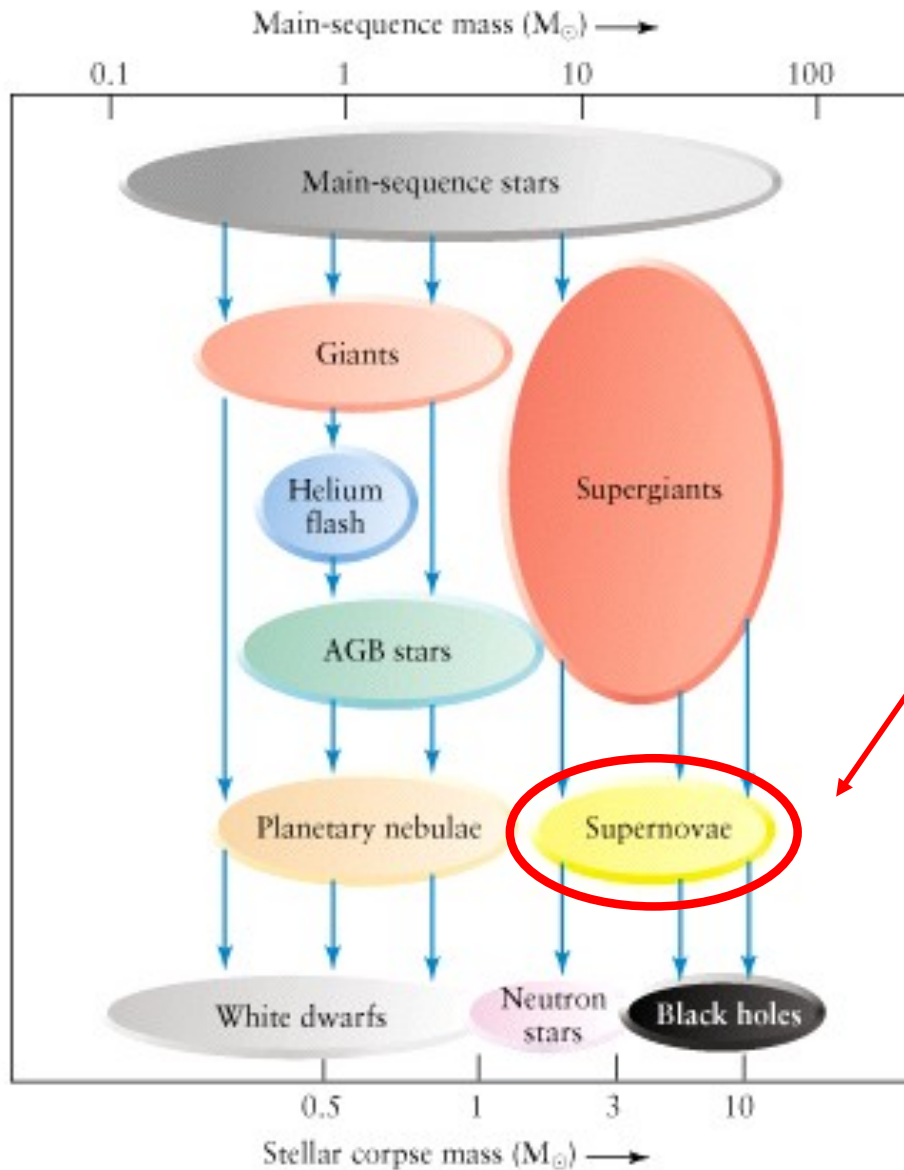 Main-sequence mass (M☉) →
0.1 1 10 100
Main-sequence stars
Giants
Helium
flash
Supergiants
AGB stars
Planetary nebulae
Supernovae
White dwarfs
Neutron
stars
Black holes
0.5 1 3 10
Stellar corpse mass (M☉) →